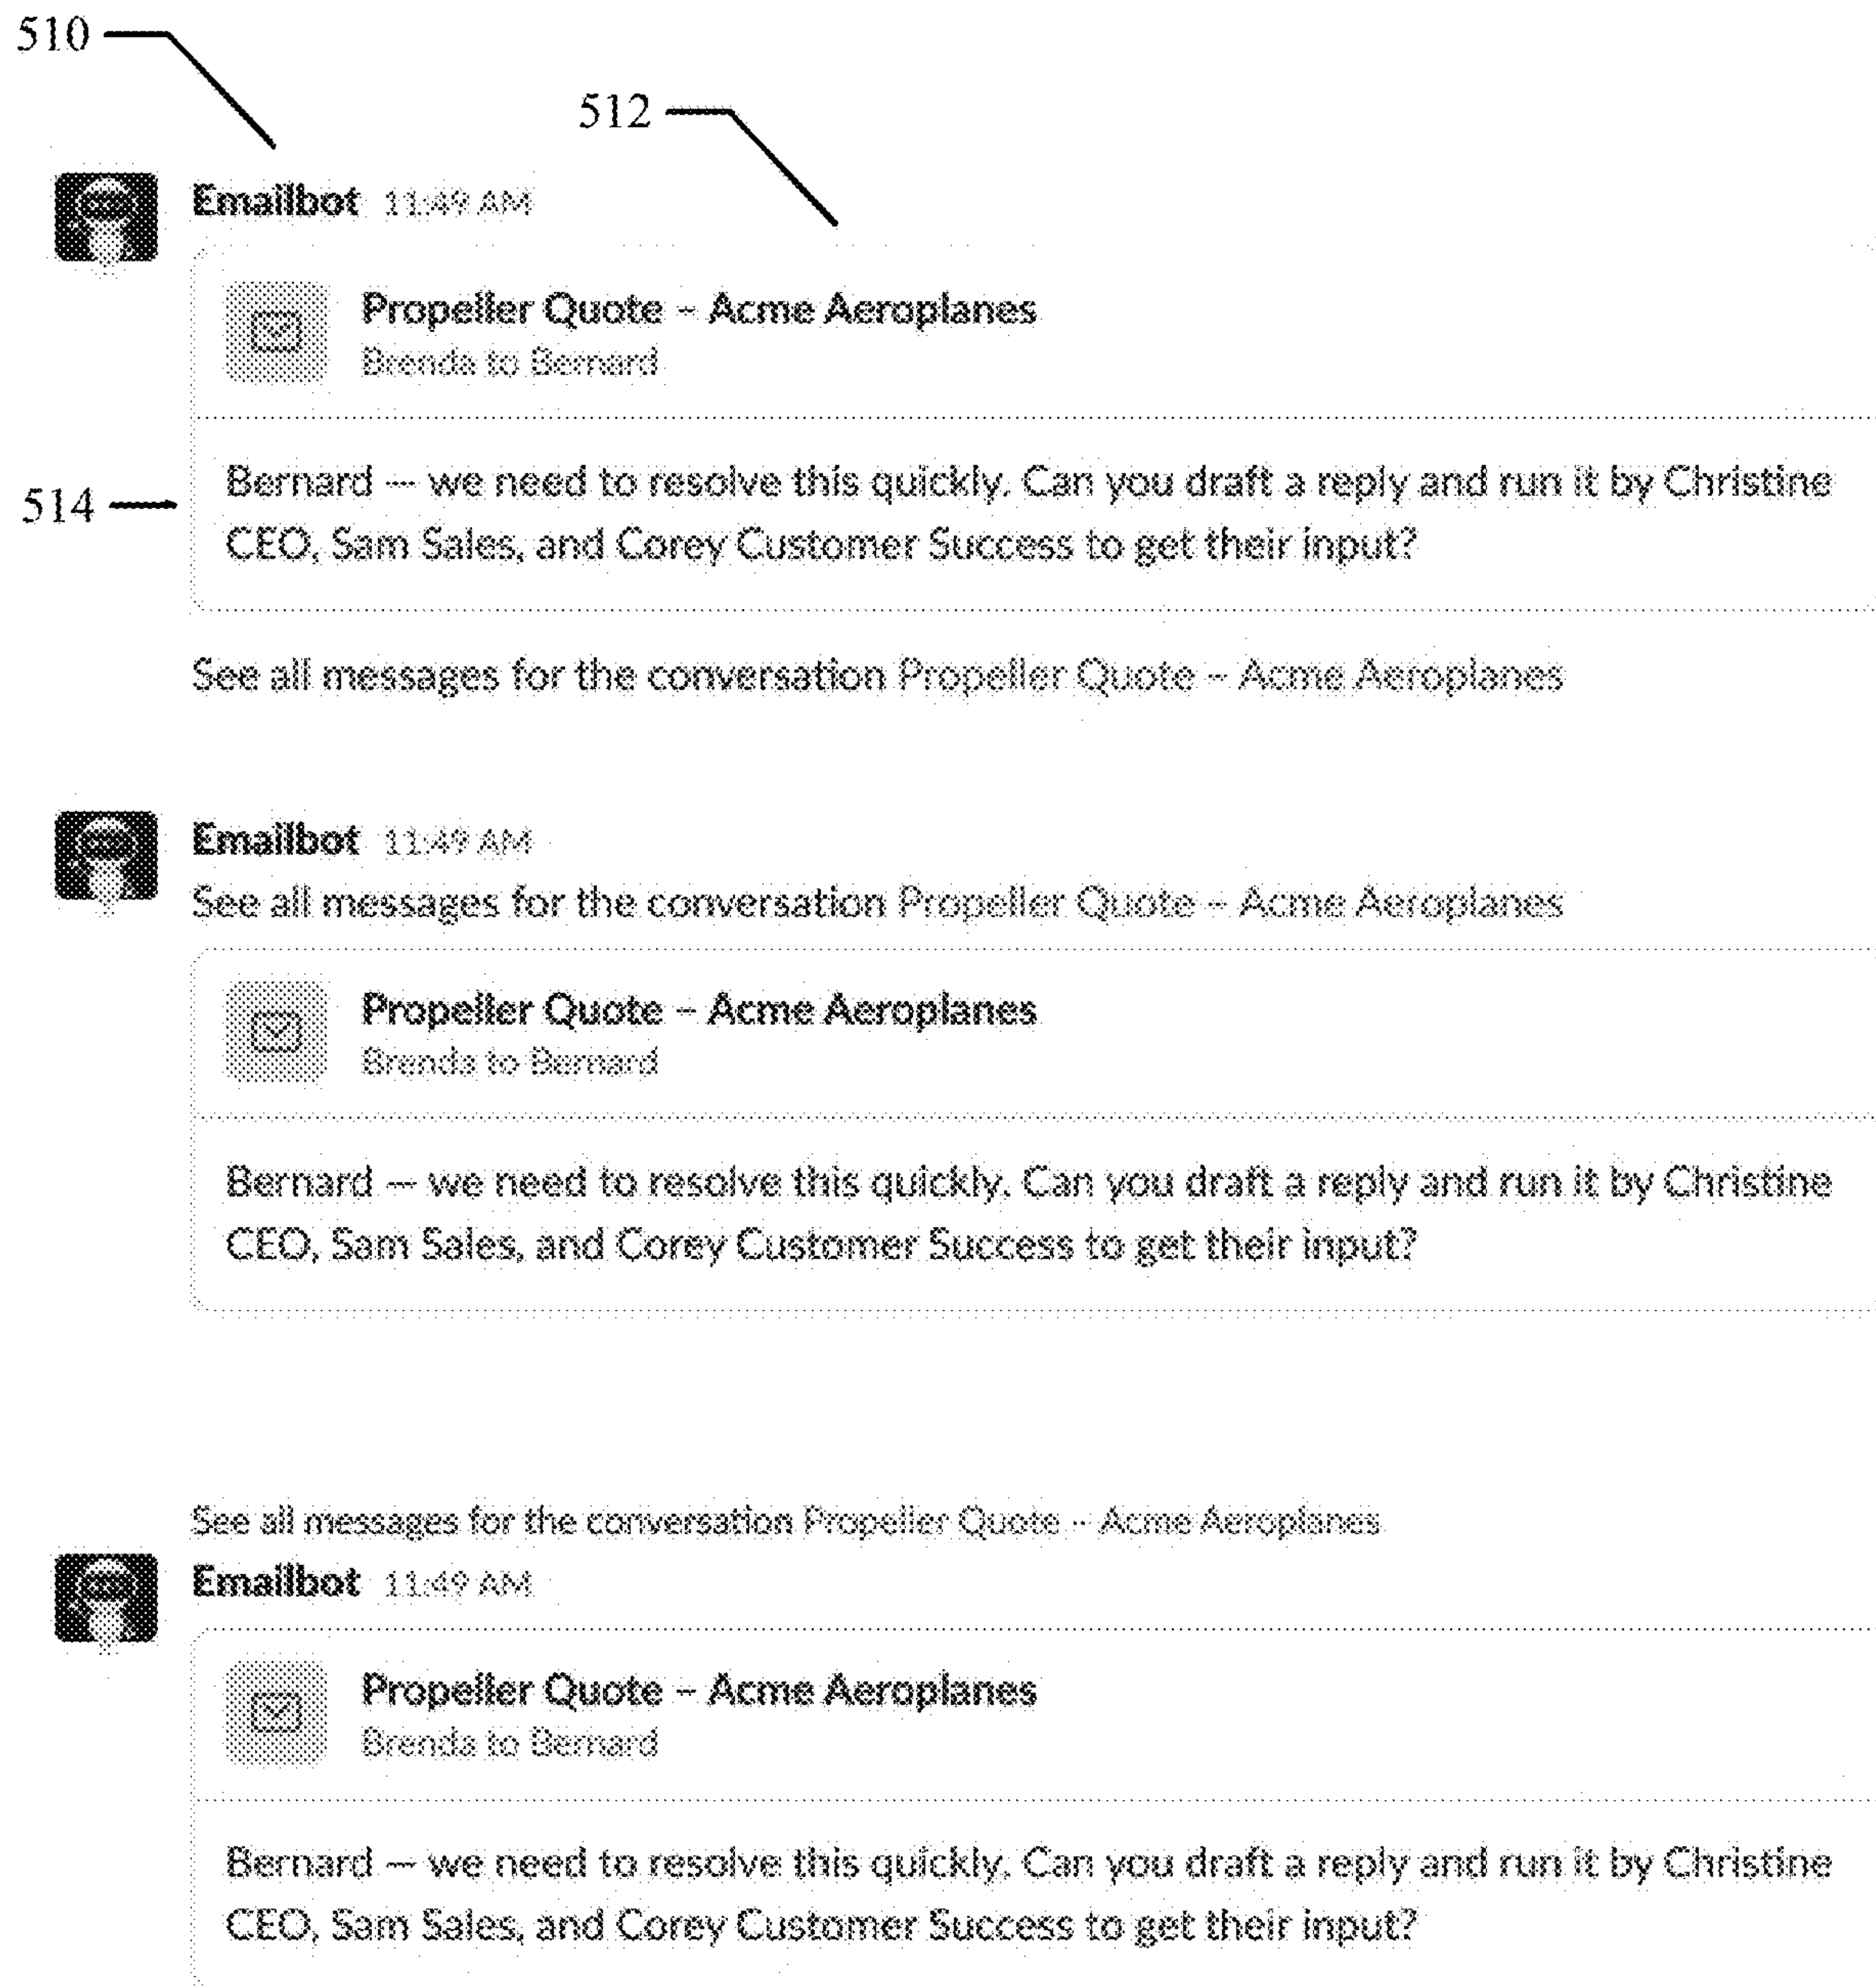 510
512
Emailbot 11:49 AM
Propeller Quote – Acme Aeroplanes
Brenda to Bernard
514
Bernard — we need to resolve this quickly. Can you draft a reply and run it by Christine
CEO, Sam Sales, and Corey Customer Success to get their input?
See all messages for the conversation Propeller Quote – Acme Aeroplanes
Emailbot 11:49 AM
See all messages for the conversation Propeller Quote – Acme Aeroplanes
Propeller Quote – Acme Aeroplanes
Brenda to Bernard
Bernard — we need to resolve this quickly. Can you draft a reply and run it by Christine
CEO, Sam Sales, and Corey Customer Success to get their input?
See all messages for the conversation Propeller Quote – Acme Aeroplanes
Emailbot 11:49 AM
Propeller Quote – Acme Aeroplanes
Brenda to Bernard
Bernard — we need to resolve this quickly. Can you draft a reply and run it by Christine
CEO, Sam Sales, and Corey Customer Success to get their input?